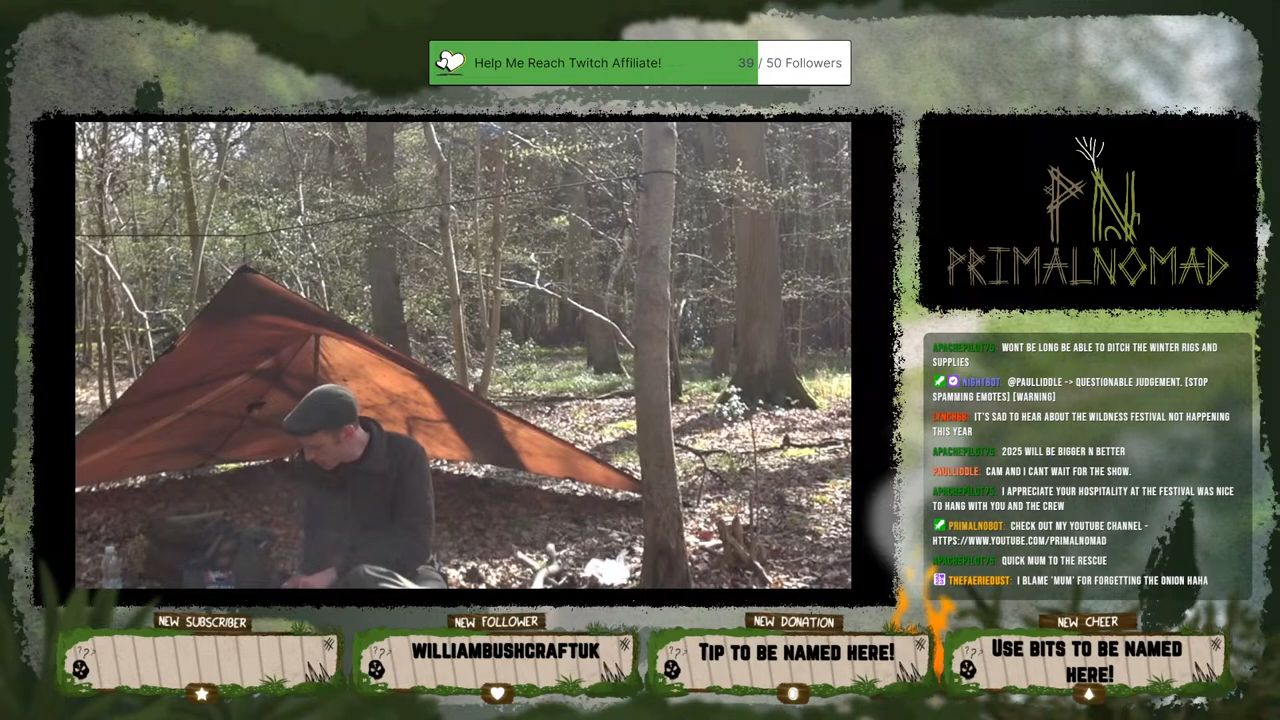 Help Me Reach Twitch Affiliate!
39 / 50 Followers
PN
PRIMALNOMAD
APACHEPILOT75: WONT BE LONG BE ABLE TO DITCH THE WINTER RIGS AND
SUPPLIES
NIGHTBOT: @PAULLIDDLE -> QUESTIONABLE JUDGEMENT. [STOP
SPAMMING EMOTES] [WARNING]
IT'S SAD TO HEAR ABOUT THE WILDNESS FESTIVAL NOT HAPPENING
THIS YEAR
APACHEPILOT75: 2025 WILL BE BIGGER N BETTER
PAULLIDDLE: CAM AND I CANT WAIT FOR THE SHOW.
APACHEPILOT75: I APPRECIATE YOUR HOSPITALITY AT THE FESTIVAL WAS NICE
TO HANG WITH YOU AND THE CREW
PRIMALNOBOT: CHECK OUT MY YOUTUBE CHANNEL -
HTTPS://WWW.YOUTUBE.COM/PRIMALNOMAD
APACHEPILOT75: QUICK MUM TO THE RESCUE
THEFAERIEDUST: I BLAME 'MUM' FOR FORGETTING THE ONION HAHA
NEW SUBSCRIBER
NEW FOLLOWER
NEW DONATION
NEW CHEER
WILLIAMBUSHCRAFTUK
TIP TO BE NAMED HERE!
USE BITS TO BE NAMED
HERE!